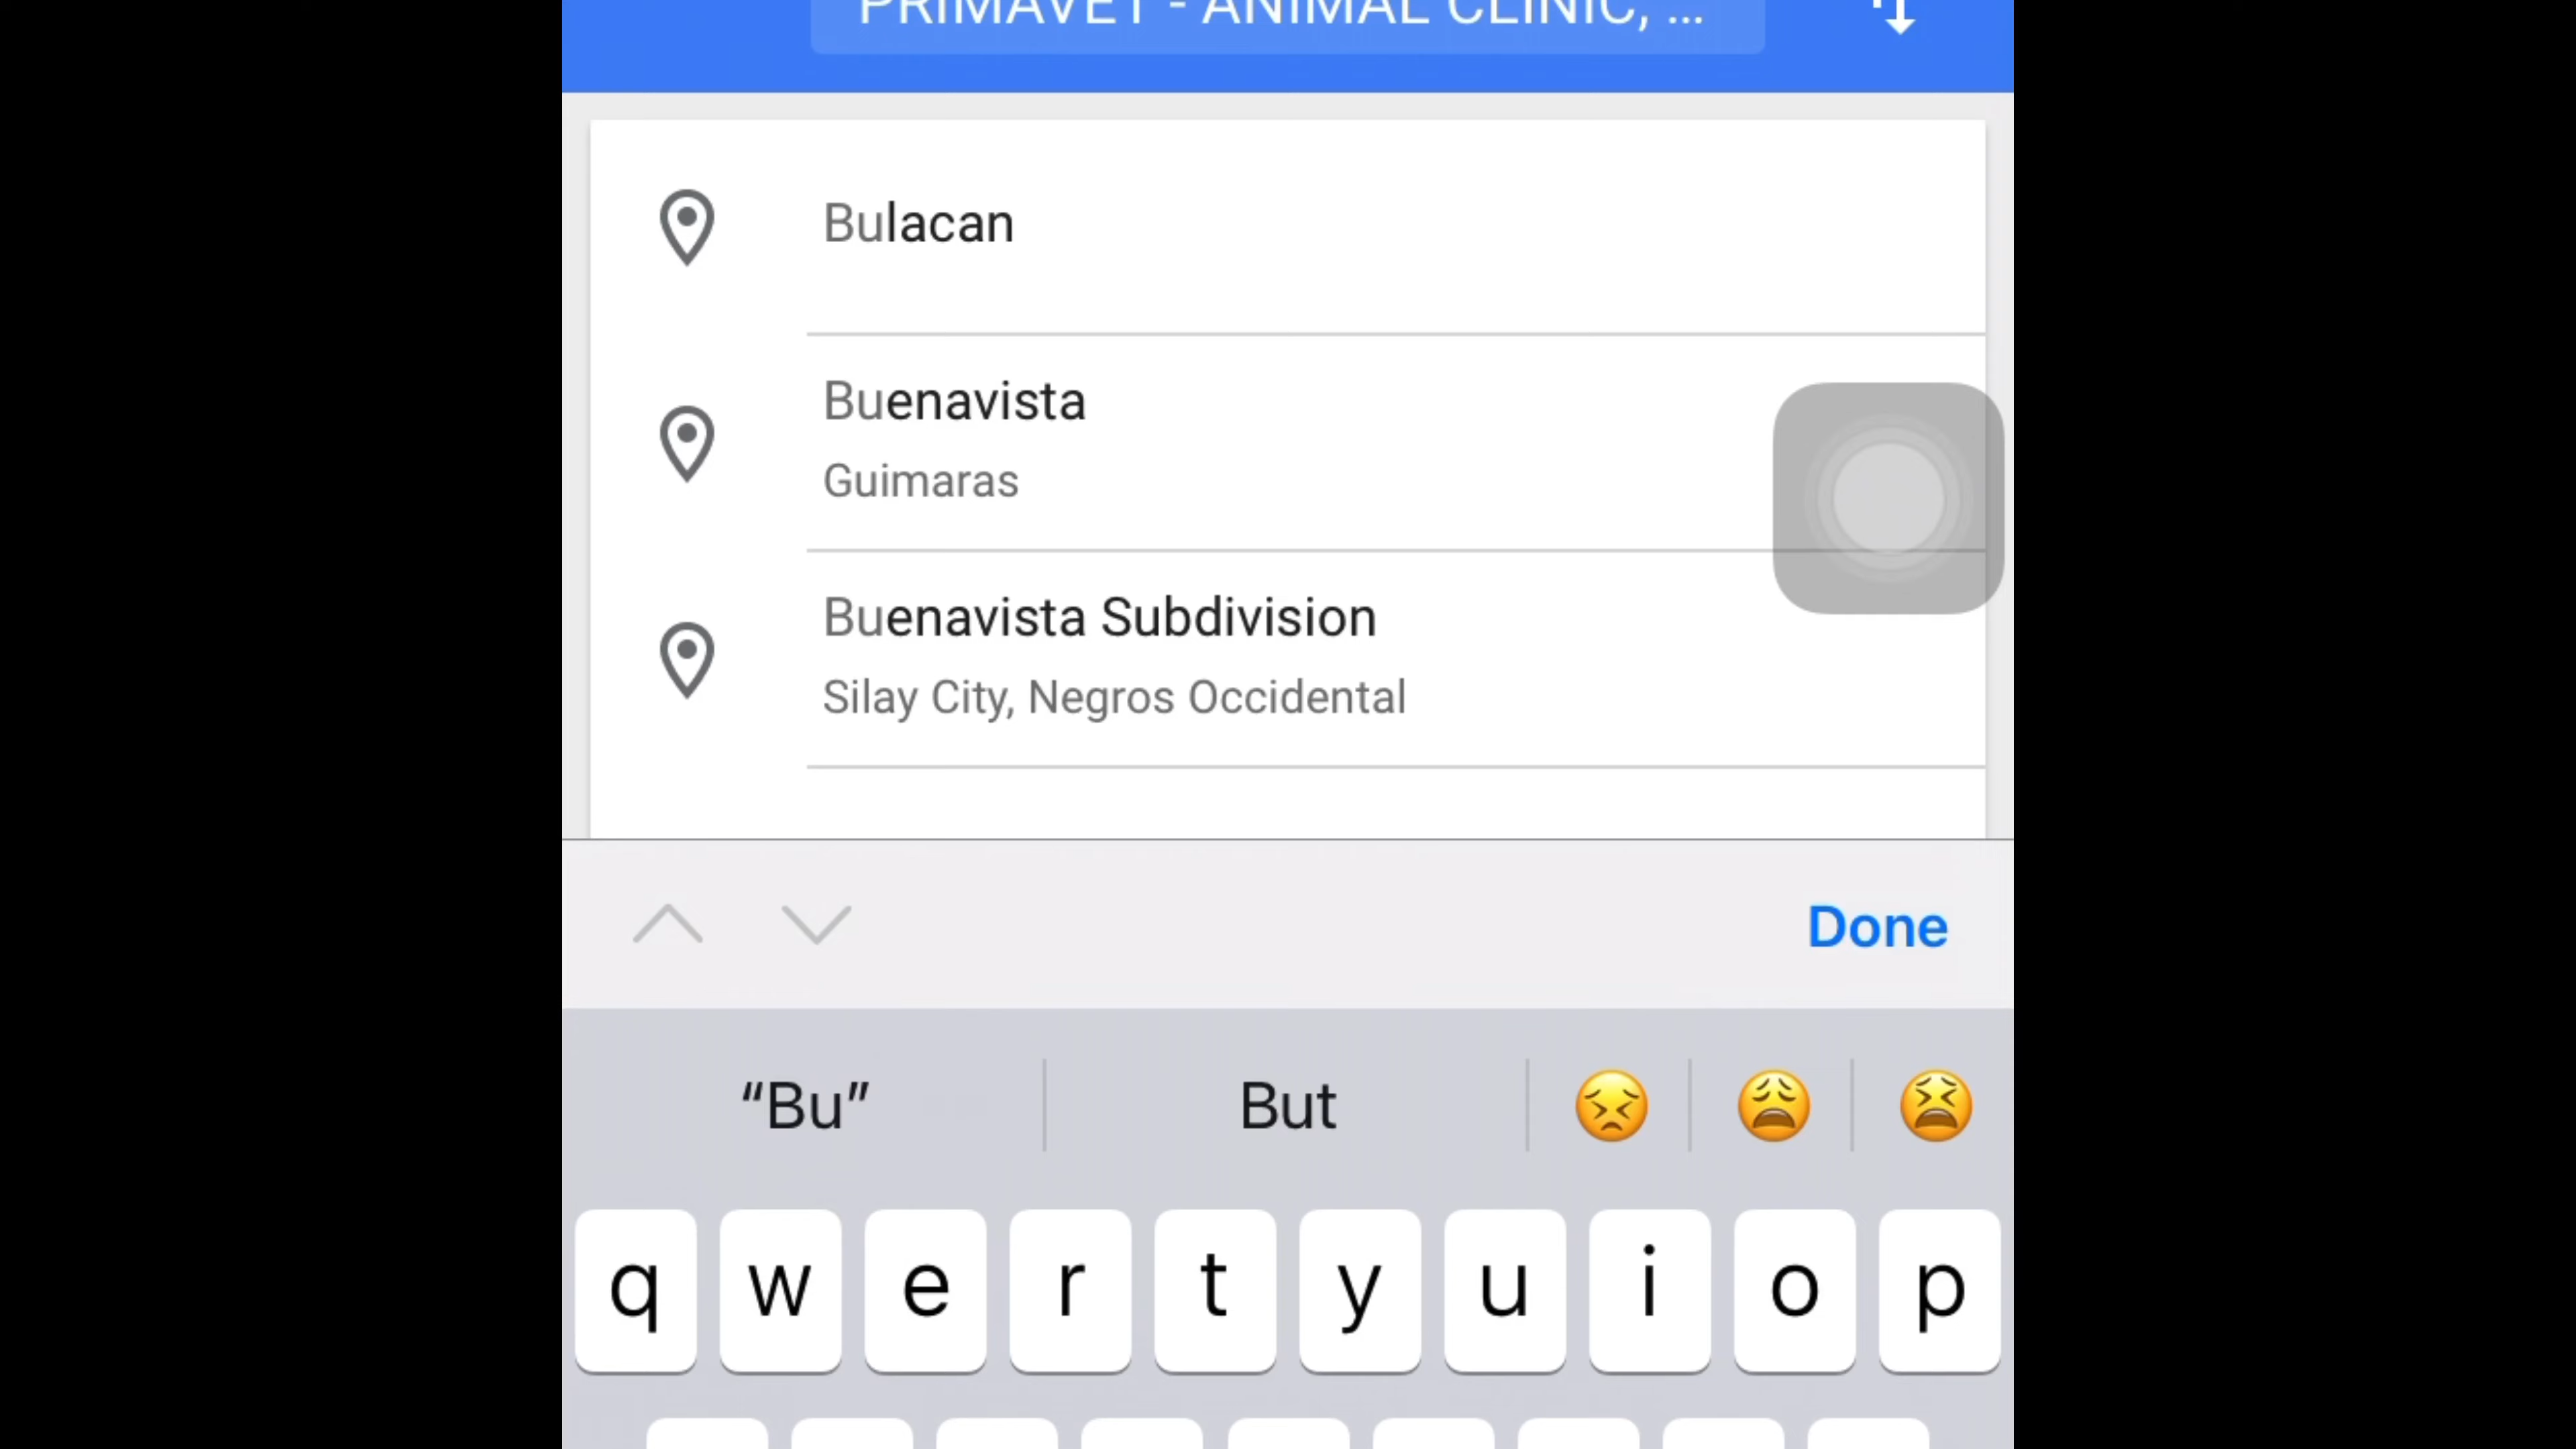 PRIMAVET - ANIMAL CLINIC, ...
Bulacan
Buenavista
Guimaras
Buenavista Subdivision
Silay City, Negros Occidental
Done
“Bu” But
q w e r t y u i o p